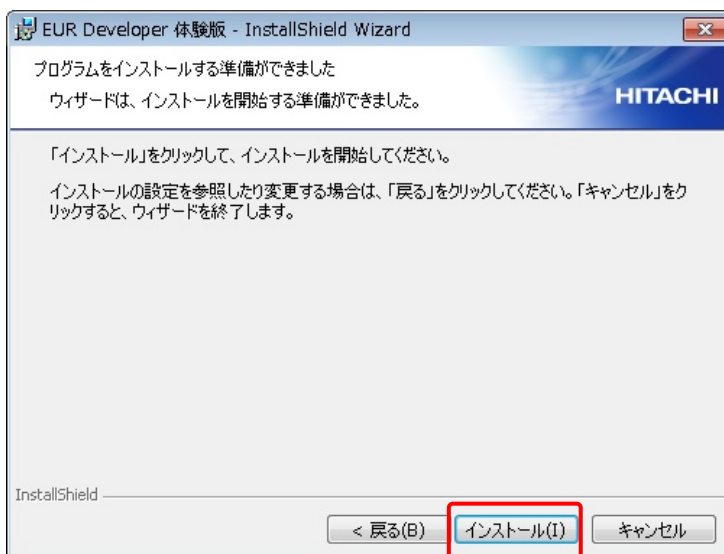 EUR Developer 体験版 - InstallShield Wizard
プログラムをインストールする準備ができました
ウィザードは、インストールを開始する準備ができました。
HITACHI
「インストール」をクリックして、インストールを開始してください。
インストールの設定を参照したり変更する場合は、「戻る」をクリックしてください。「キャンセル」をク
リックすると、ウィザードを終了します。
InstallShield
< 戻る(B)
インストール(I)
キャンセル